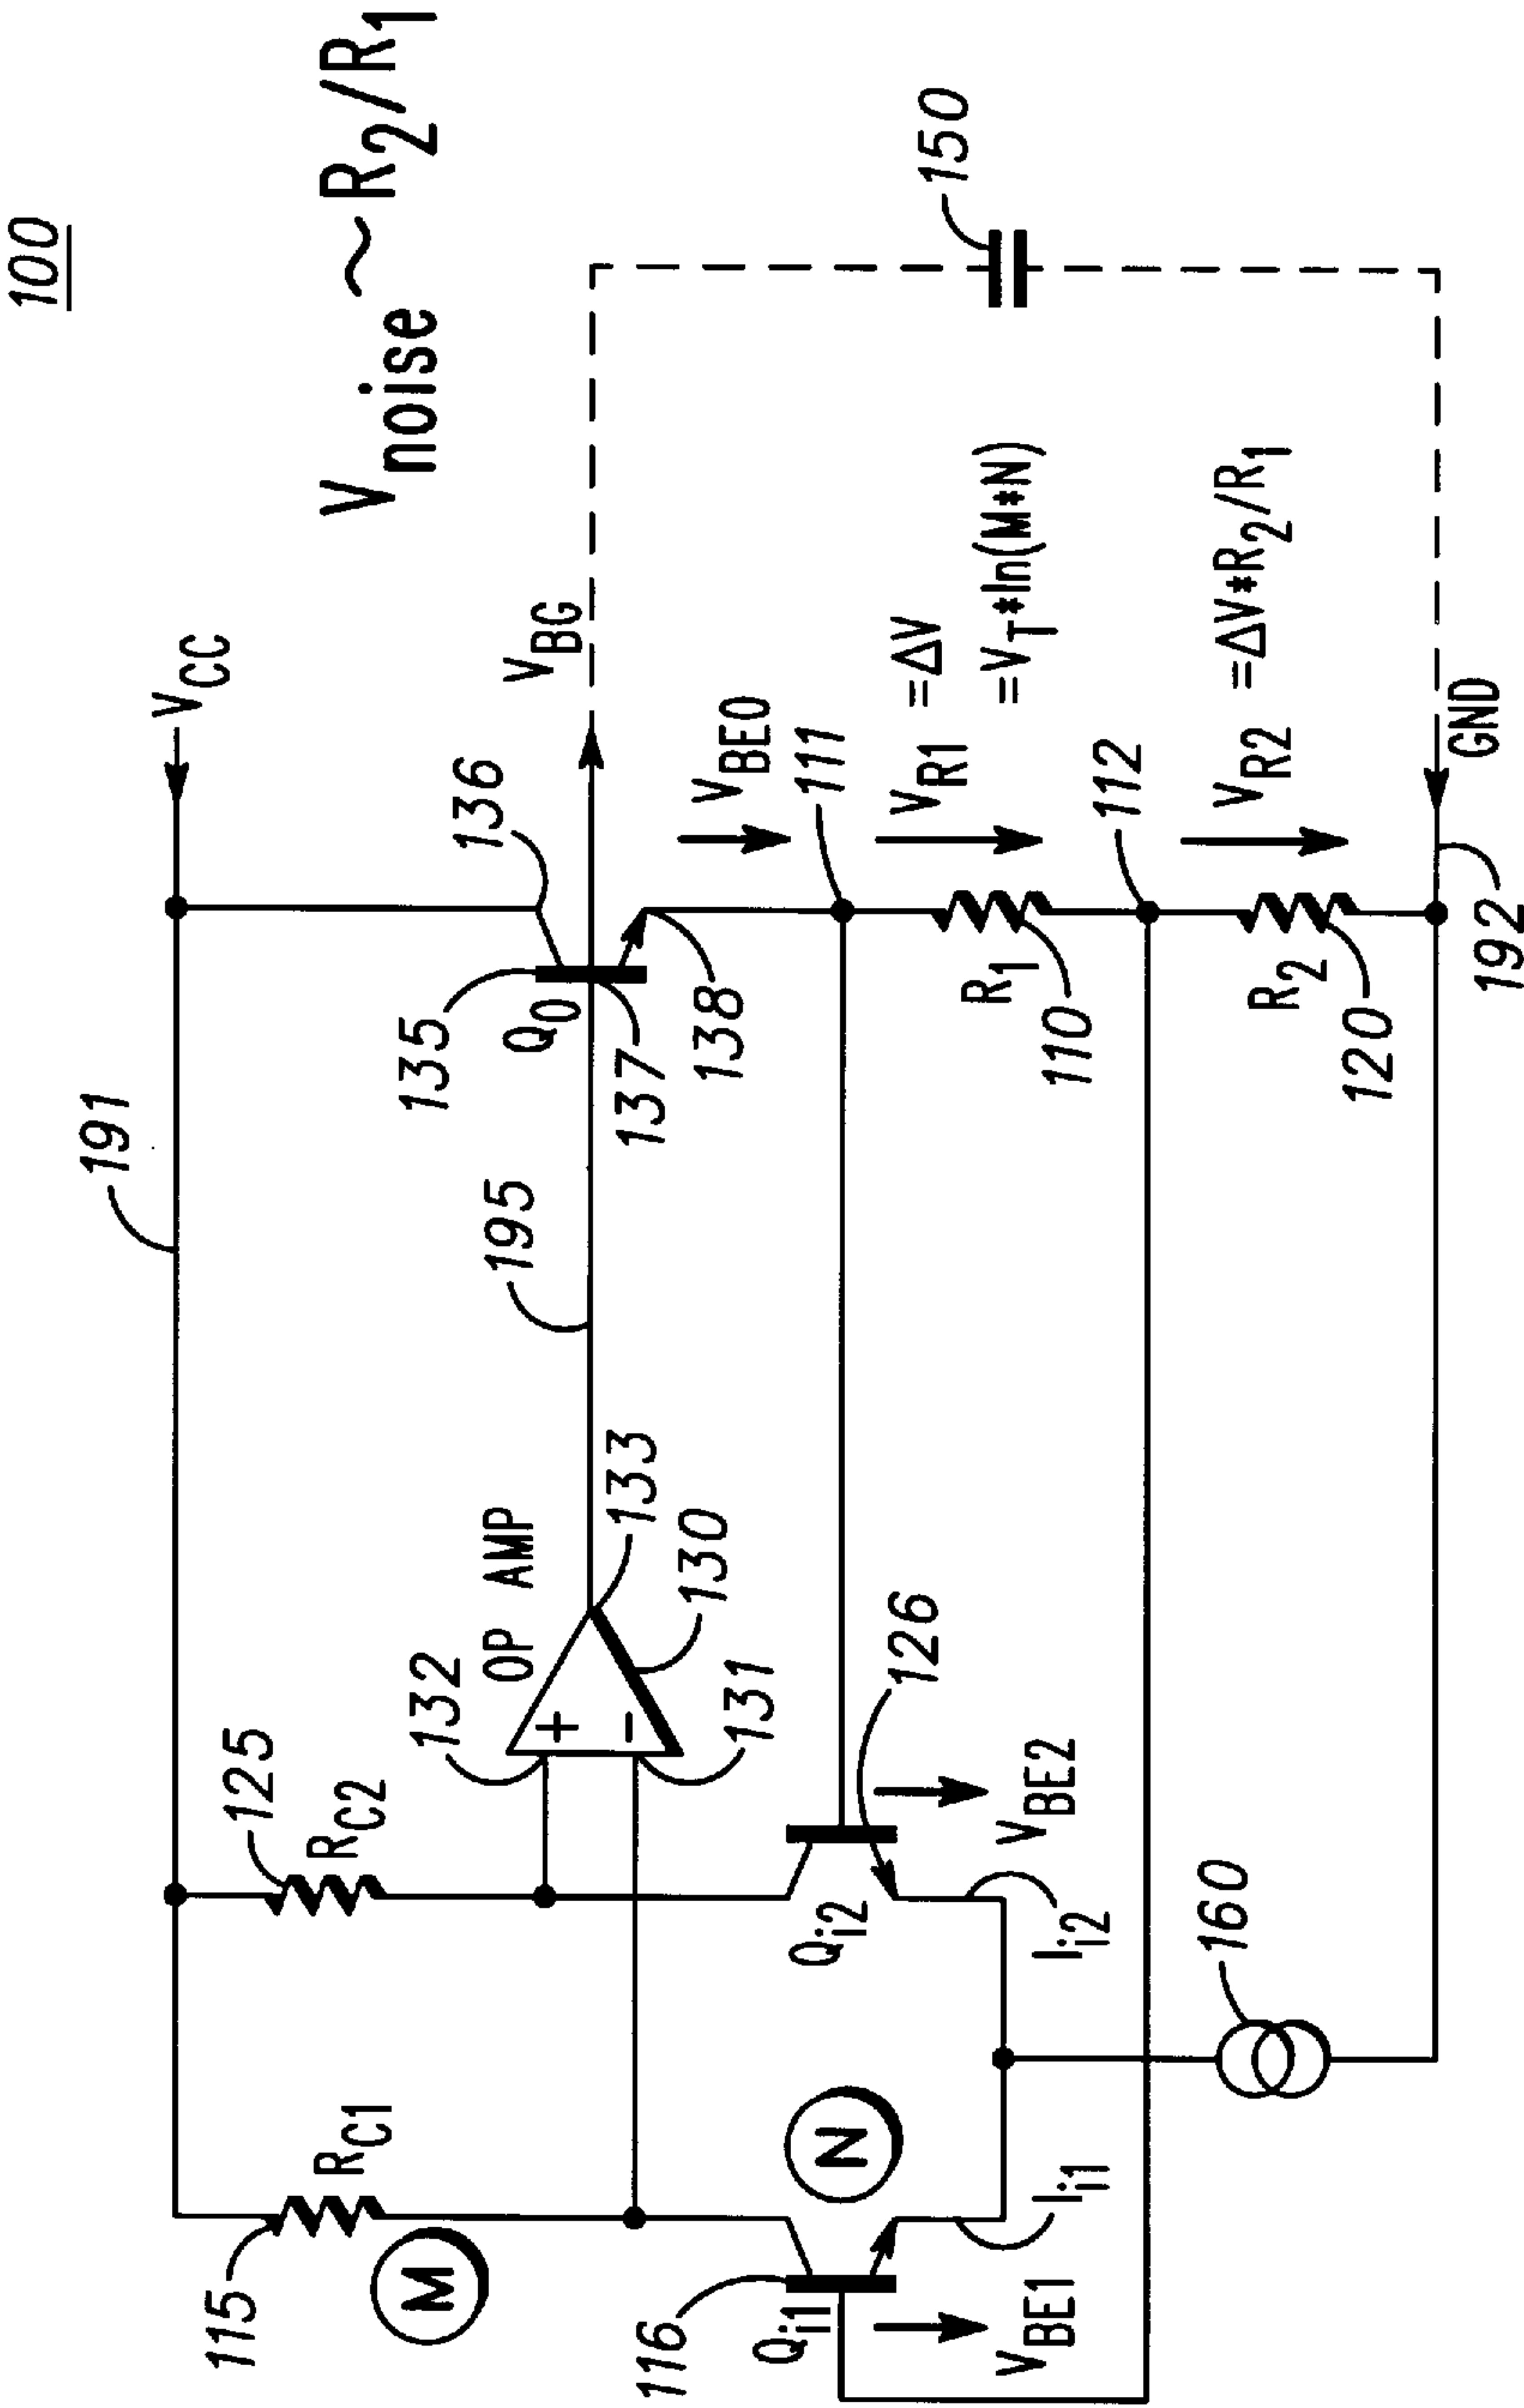 100
V noise ~ R2/R1
191
VCC
115
RC1
M
125
RC2
132
OP AMP
133
130
131
195
135
136
Q0
137
138
VBG
150
VBE0
111
116
Qi1
N
Qi2
126
VR1 =ΔV
=VT*ln(M*N)
R1
110
VBE1
Ii1
VBE2
Ii2
112
160
VR2 =ΔV*R2/R1
R2
120
192
GND